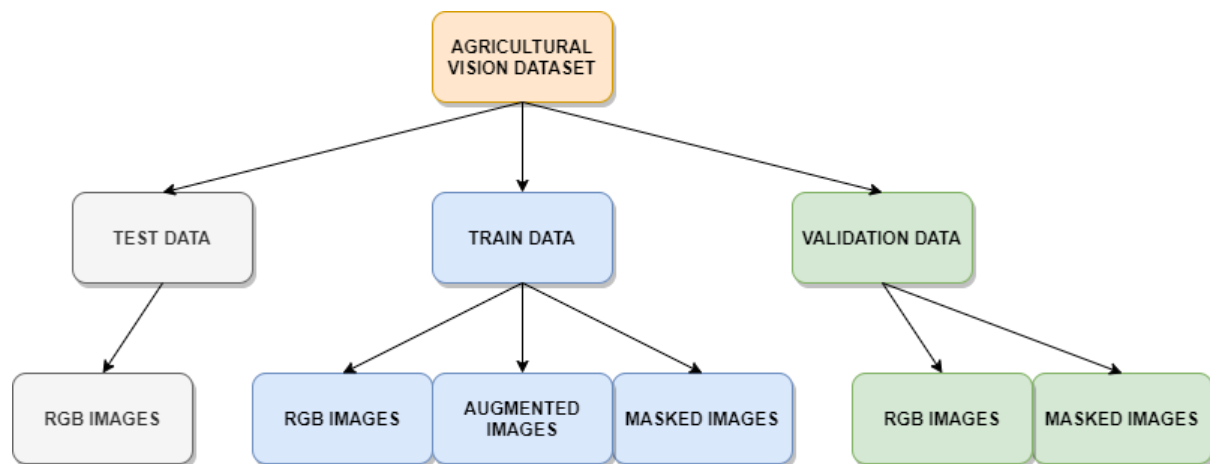 AGRICULTURAL
VISION DATASET
TEST DATA
TRAIN DATA
VALIDATION DATA
RGB IMAGES
RGB IMAGES
AUGMENTED
IMAGES
MASKED IMAGES
RGB IMAGES
MASKED IMAGES